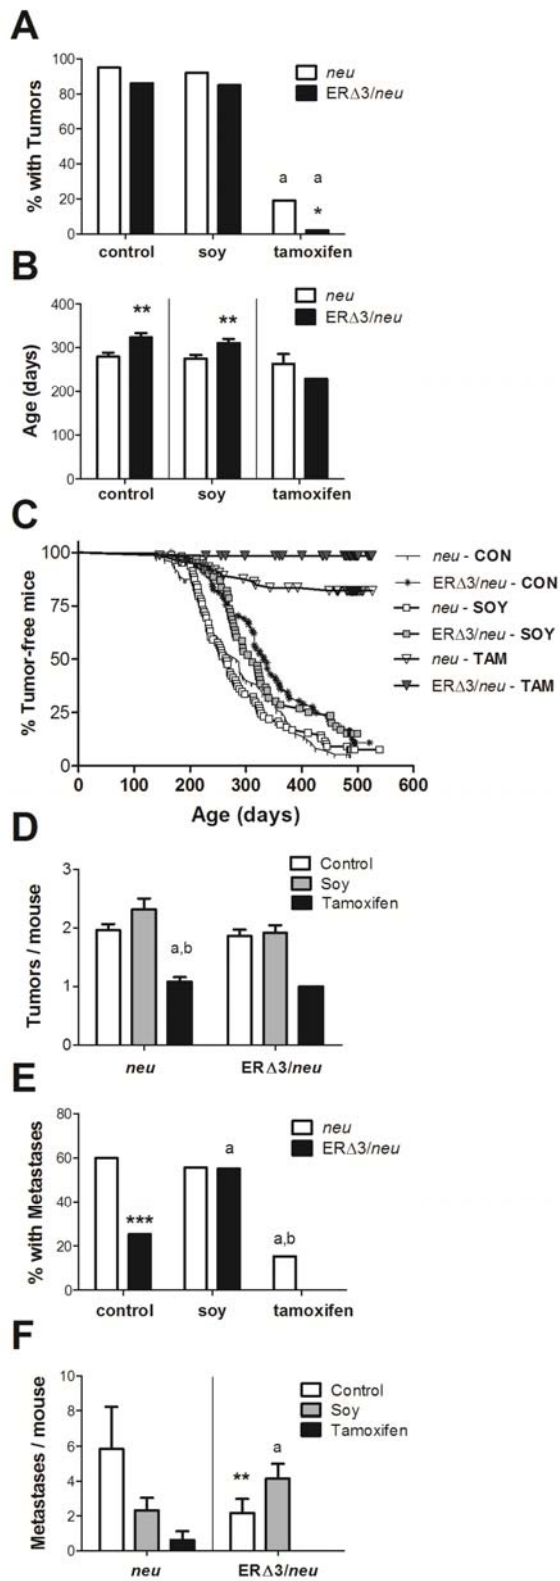 A
% with Tumors
100
80
60
40
20
0
neu
ERΔ3/neu
a a
*
control soy tamoxifen
B
Age (days)
400
300
200
100
0
neu
ERΔ3/neu
** **
control soy tamoxifen
C
% Tumor-free mice
100
75
50
25
0
neu - CON
ERΔ3/neu - CON
neu - SOY
ERΔ3/neu - SOY
neu - TAM
ERΔ3/neu - TAM
0 100 200 300 400 500 600
Age (days)
D
Tumors / mouse
3
2
1
0
Control
Soy
Tamoxifen
a,b
neu ERΔ3/neu
E
% with Metastases
80
60
40
20
0
neu
ERΔ3/neu
a
***
a,b
control soy tamoxifen
F
Metastases / mouse
10
8
6
4
2
0
Control
Soy
Tamoxifen
a
**
neu ERΔ3/neu